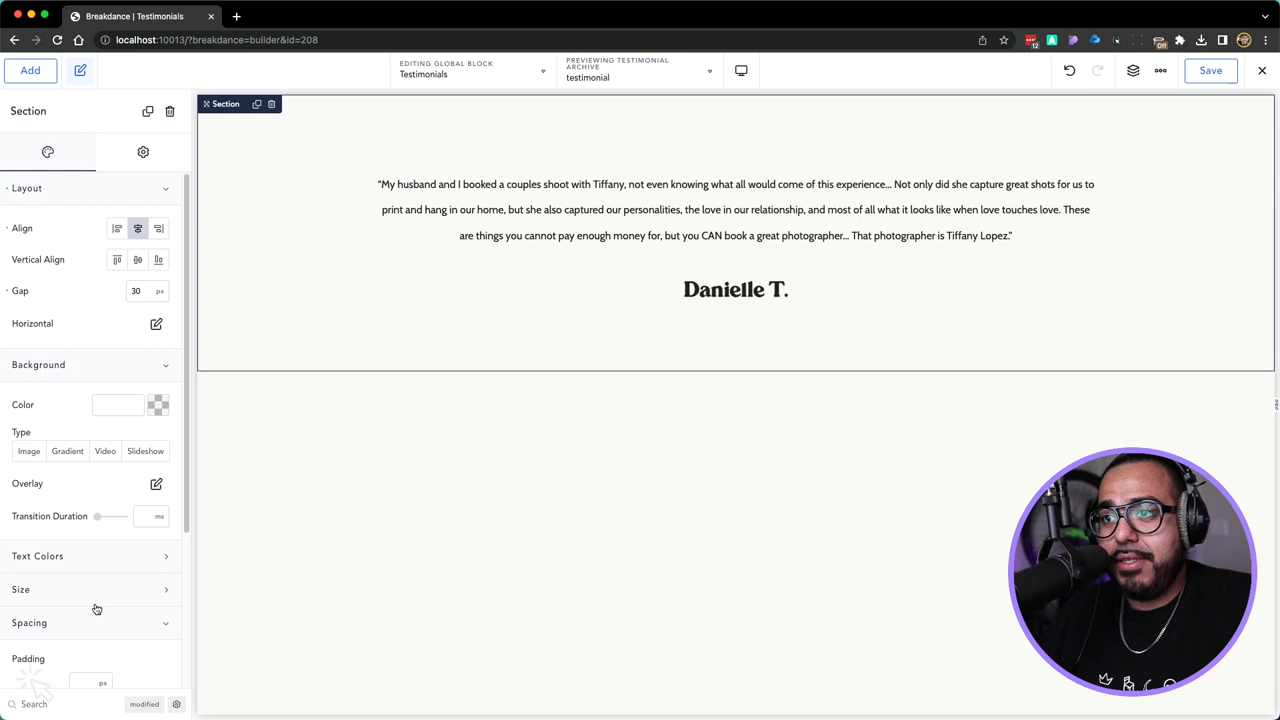 Breakdance | Testimonials
localhost:10013/?breakdance=builder&id=208
12
Off
Add
EDITING GLOBAL BLOCK
Testimonials
PREVIEWING TESTIMONIAL
ARCHIVE
testimonial
Save
Section
Layout
Align
Vertical Align
Gap
30 px
Horizontal
Background
Color
Type
Image Gradient Video Slideshow
Overlay
Transition Duration ms
Text Colors
Size
Spacing
Padding
px
Search
modified
Section
“My husband and I booked a couples shoot with Tiffany, not even knowing what all would come of this experience... Not only did she capture great shots for us to
print and hang in our home, but she also captured our personalities, the love in our relationship, and most of all what it looks like when love touches love. These
are things you cannot pay enough money for, but you CAN book a great photographer... That photographer is Tiffany Lopez.”
Danielle T.